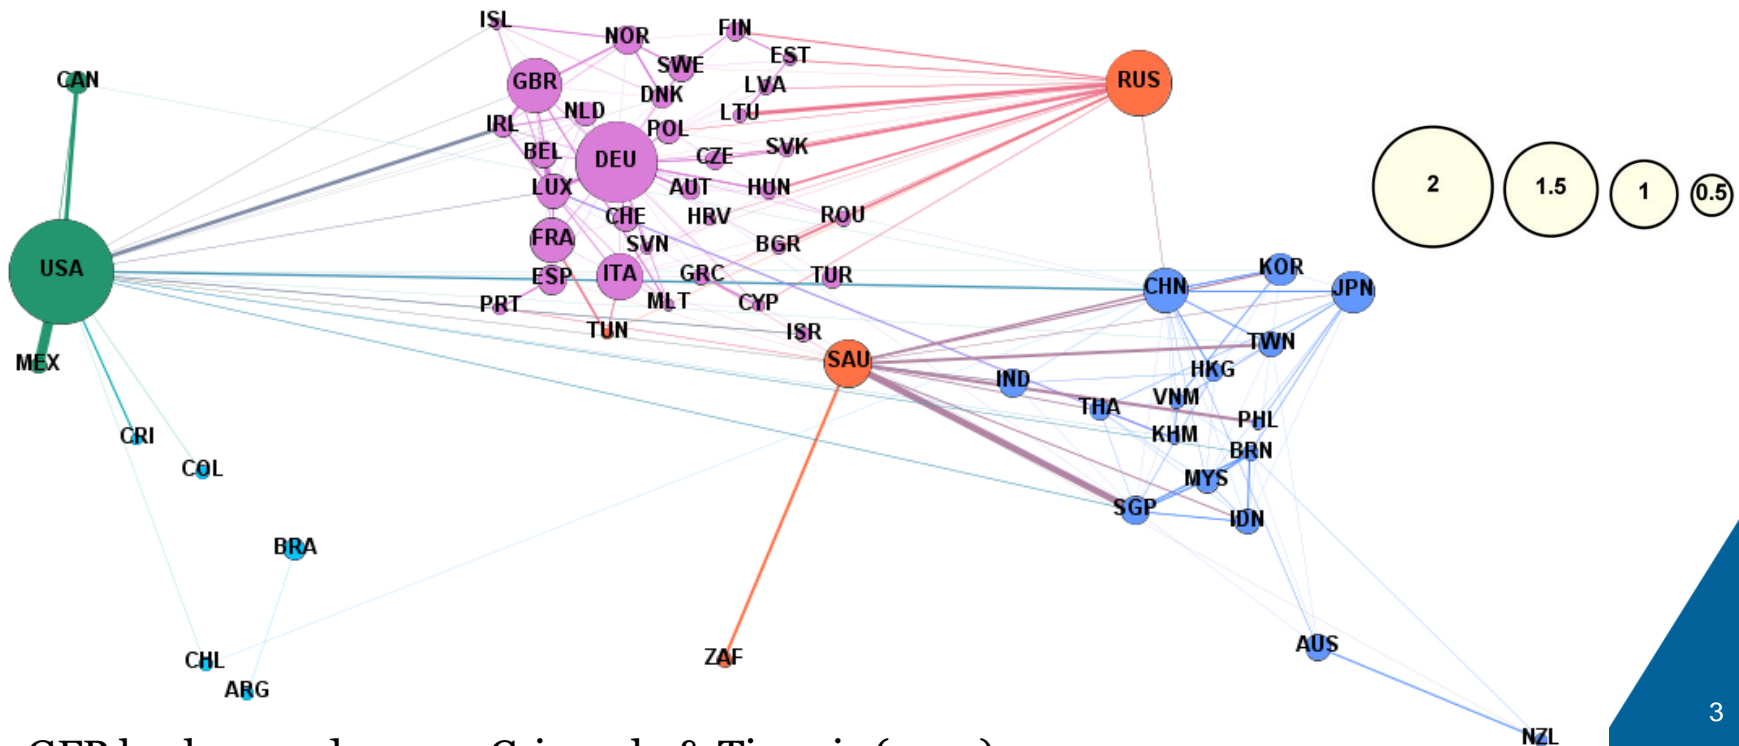 ISL
NOR
FIN
SWE
EST
CAN
GBR
DNK
LVA
RUS
NLD
LTU
IRL
POL
BEL
DEU
CZE
SVK
LUX
AUT
HUN
2
1.5
1
0.5
CHE
HRV
ROU
FRA
SVN
BGR
USA
ESP
ITA
GRC
TUR
CHN
KOR
JPN
PRT
MLT
CYP
TUN
ISR
MEX
SAU
TWN
IND
HKG
THA
VNM
PHL
CRI
KHM
BRN
COL
MYS
SGP
IDN
BRA
CHL
ARG
ZAF
AUS
NZL
3